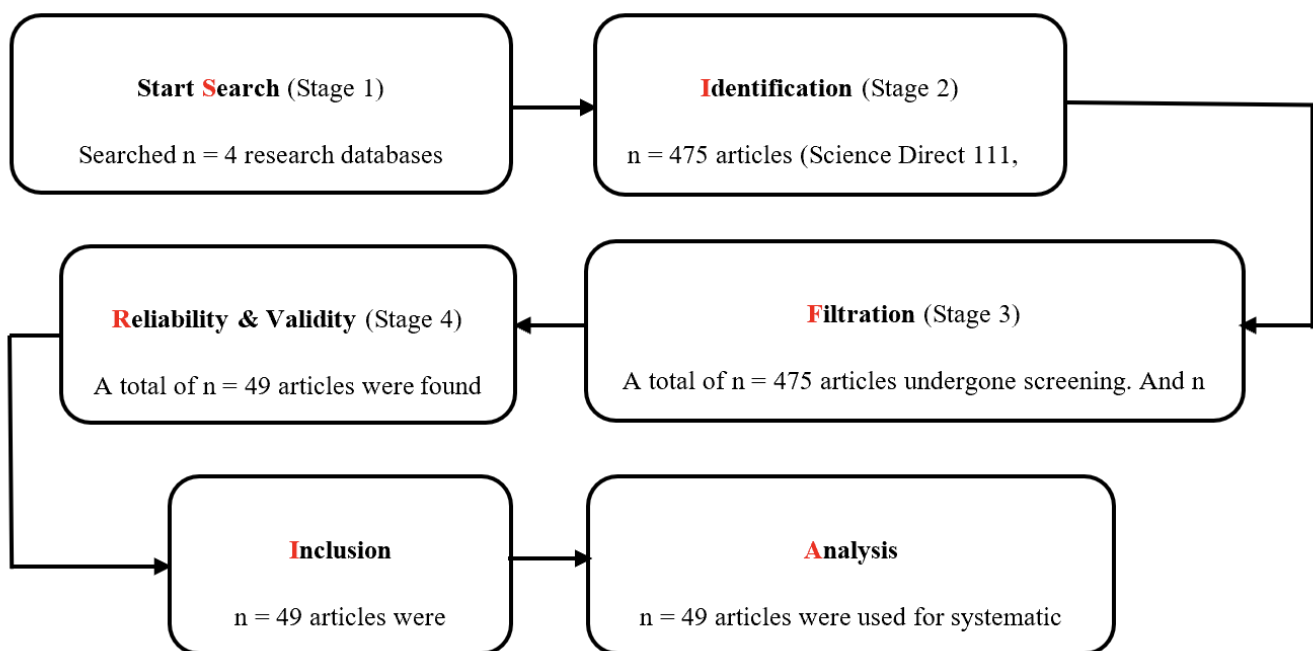 Start Search (Stage 1)
Searched n = 4 research databases
Identification (Stage 2)
n = 475 articles (Science Direct 111,
Filtration (Stage 3)
A total of n = 475 articles undergone screening. And n
Reliability & Validity (Stage 4)
A total of n = 49 articles were found
Inclusion
n = 49 articles were
Analysis
n = 49 articles were used for systematic